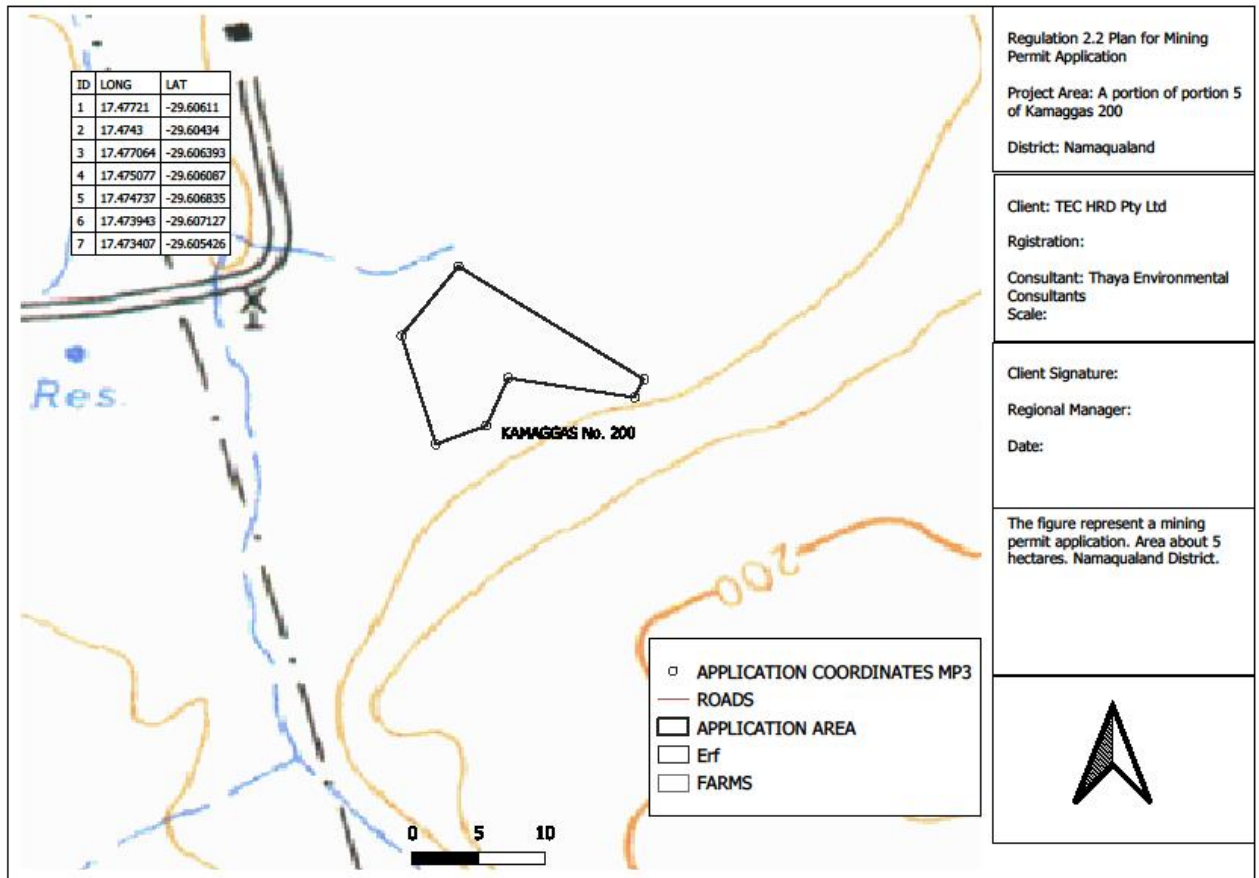 ID LONG LAT
1 17.47721 -29.60611
2 17.4743 -29.60434
3 17.477064 -29.606393
4 17.475077 -29.606087
5 17.474737 -29.606835
6 17.473943 -29.607127
7 17.473407 -29.605426
Res.
KAMAGGAS No. 200
200
APPLICATION COORDINATES MP3
ROADS
APPLICATION AREA
Erf
FARMS
0 5 10
Regulation 2.2 Plan for Mining
Permit Application
Project Area: A portion of portion 5
of Kamaggas 200
District: Namaqualand
Client: TEC HRD Pty Ltd
Rgistration:
Consultant: Thaya Environmental
Consultants
Scale:
Client Signature:
Regional Manager:
Date:
The figure represent a mining
permit application. Area about 5
hectares. Namaqualand District.